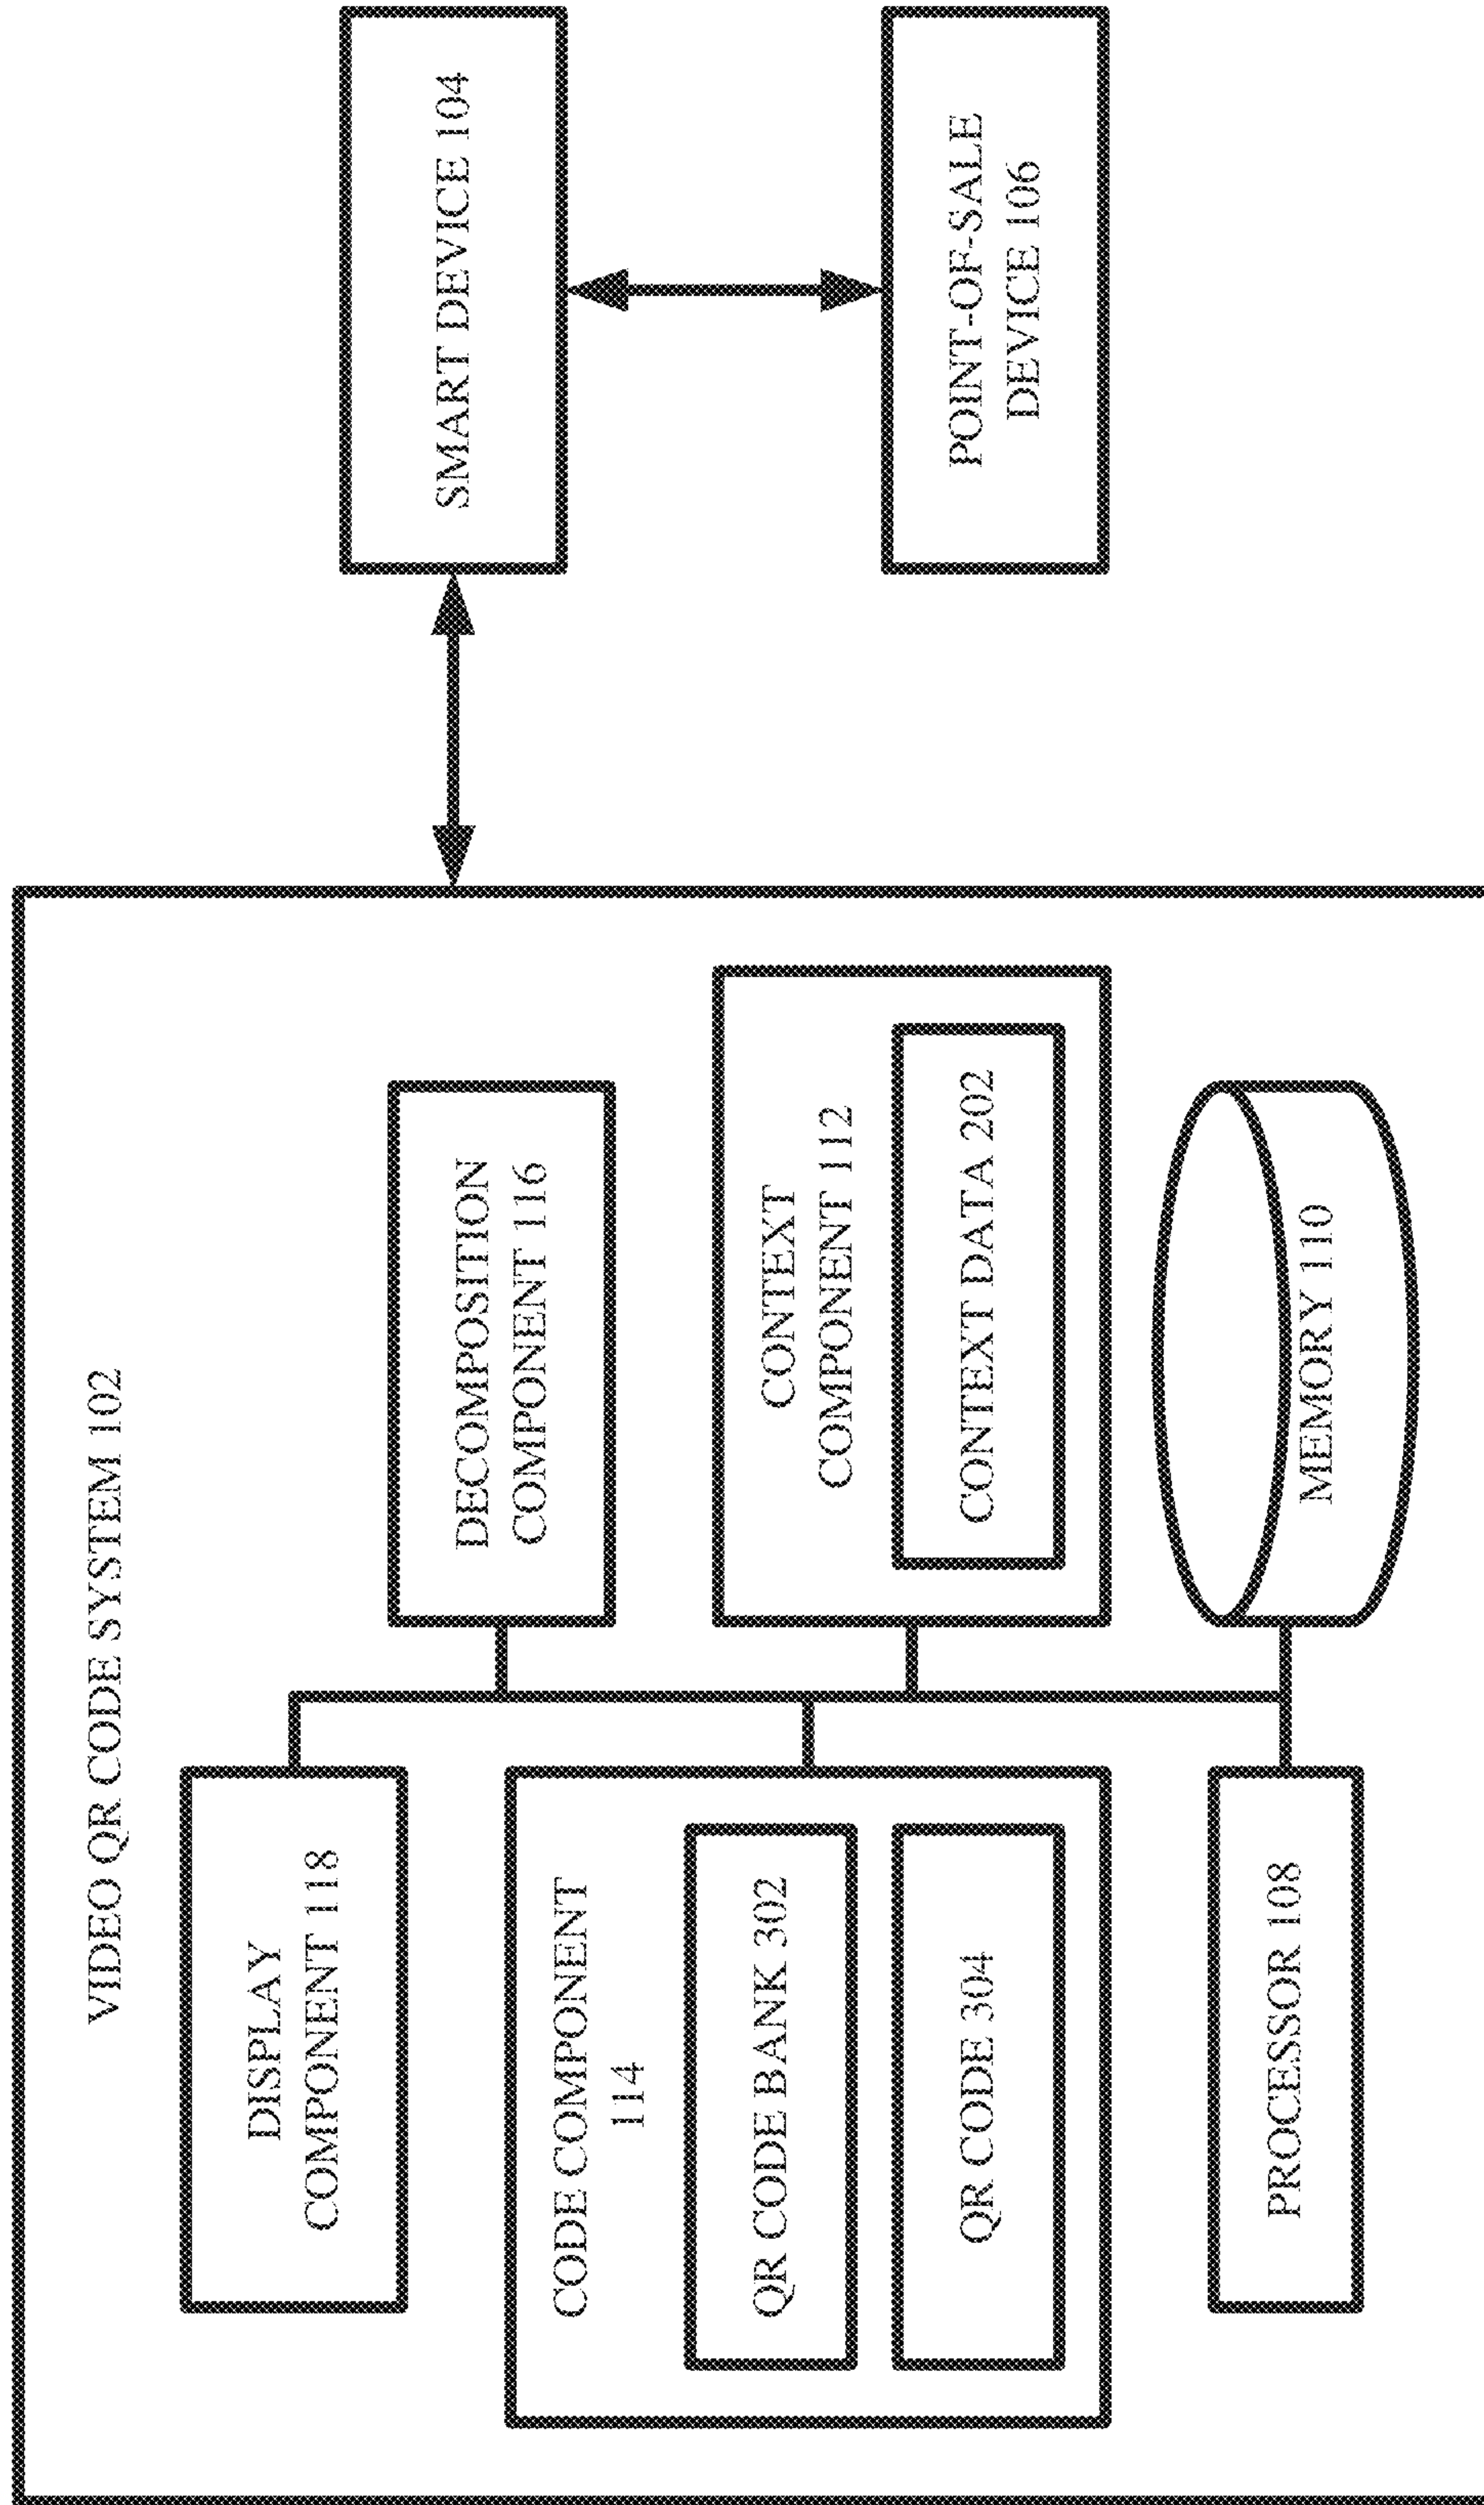 VIDEO QR CODE SYSTEM 102
DISPLAY
COMPONENT 118
DECOMPOSITION
COMPONENT 116
CODE COMPONENT
114
QR CODE BANK 302
QR CODE 304
CONTEXT
COMPONENT 112
CONTEXT DATA 202
PROCESSOR 108
MEMORY 110
SMART DEVICE 104
POINT-OF-SALE
DEVICE 106